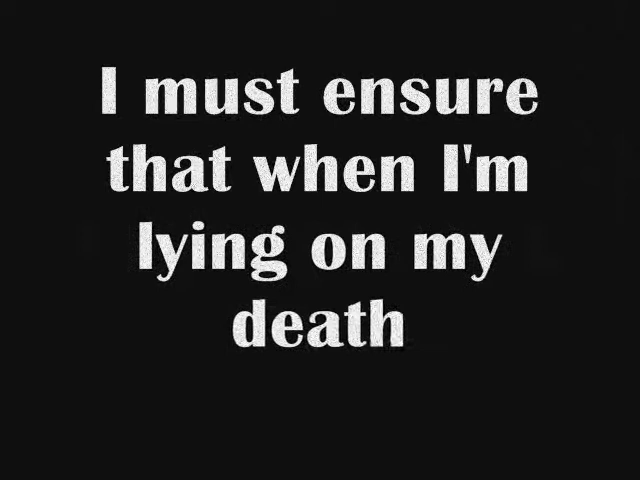 I must ensure
that when I'm
lying on my
death